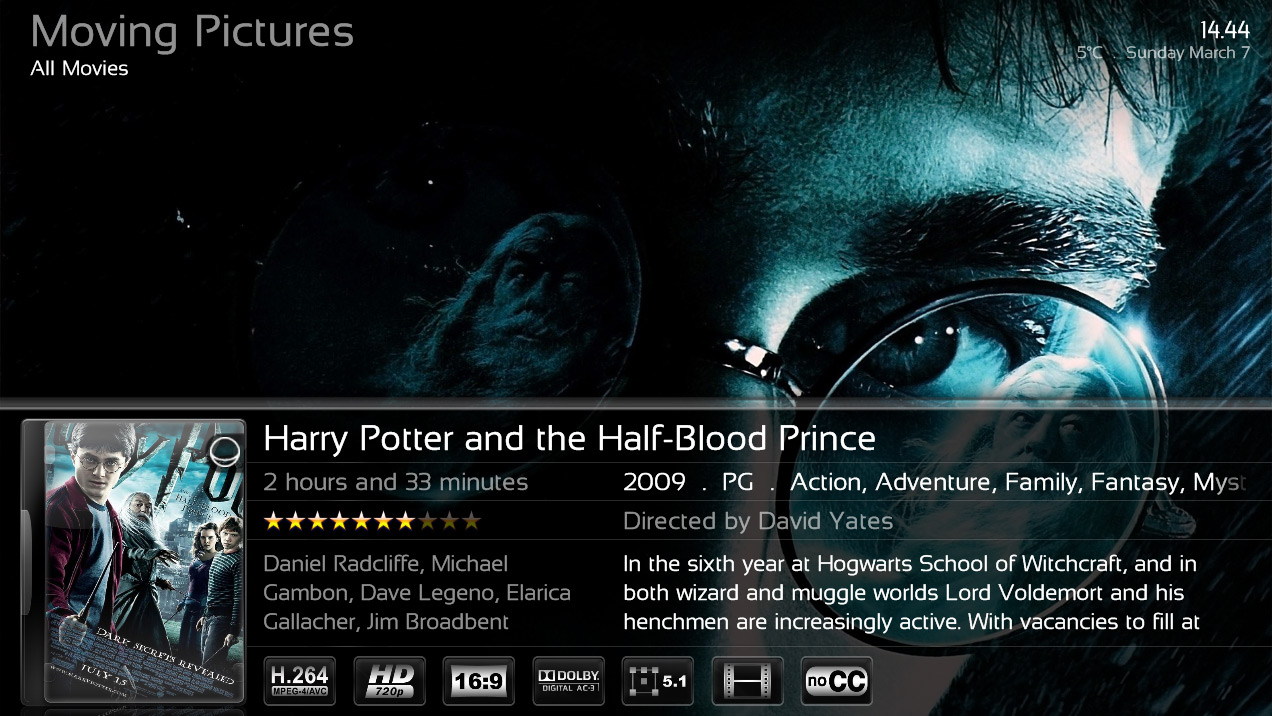 Moving Pictures
All Movies
14.44
5°C . Sunday March 7
Harry Potter and the Half-Blood Prince
2 hours and 33 minutes
2009 . PG . Action, Adventure, Family, Fantasy, Myst
Directed by David Yates
Daniel Radcliffe, Michael
Gambon, Dave Legeno, Elarica
Gallacher, Jim Broadbent
In the sixth year at Hogwarts School of Witchcraft, and in
both wizard and muggle worlds Lord Voldemort and his
henchmen are increasingly active. With vacancies to fill at
DARK SECRETS REVEALED
JULY 15
H.264
MPEG-4/AVC
HD
720p
16:9
DOLBY
DIGITAL AC-3
5.1
no CC